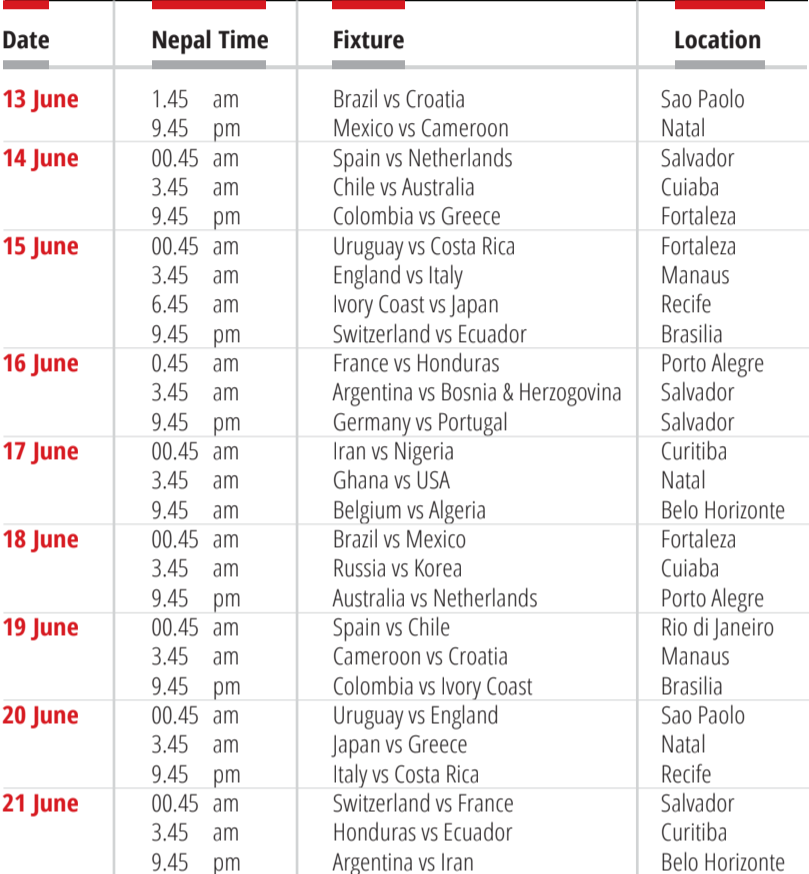 Date Nepal Time Fixture Location
13 June 1.45 am Brazil vs Croatia Sao Paolo
9.45 pm Mexico vs Cameroon Natal
14 June 00.45 am Spain vs Netherlands Salvador
3.45 am Chile vs Australia Cuiaba
9.45 pm Colombia vs Greece Fortaleza
15 June 00.45 am Uruguay vs Costa Rica Fortaleza
3.45 am England vs Italy Manaus
6.45 am Ivory Coast vs Japan Recife
9.45 pm Switzerland vs Ecuador Brasilia
16 June 0.45 am France vs Honduras Porto Alegre
3.45 am Argentina vs Bosnia & Herzogovina Salvador
9.45 pm Germany vs Portugal Salvador
17 June 00.45 am Iran vs Nigeria Curitiba
3.45 am Ghana vs USA Natal
9.45 am Belgium vs Algeria Belo Horizonte
18 June 00.45 am Brazil vs Mexico Fortaleza
3.45 am Russia vs Korea Cuiaba
9.45 pm Australia vs Netherlands Porto Alegre
19 June 00.45 am Spain vs Chile Rio di Janeiro
3.45 am Cameroon vs Croatia Manaus
9.45 pm Colombia vs Ivory Coast Brasilia
20 June 00.45 am Uruguay vs England Sao Paolo
3.45 am Japan vs Greece Natal
9.45 pm Italy vs Costa Rica Recife
21 June 00.45 am Switzerland vs France Salvador
3.45 am Honduras vs Ecuador Curitiba
9.45 pm Argentina vs Iran Belo Horizonte